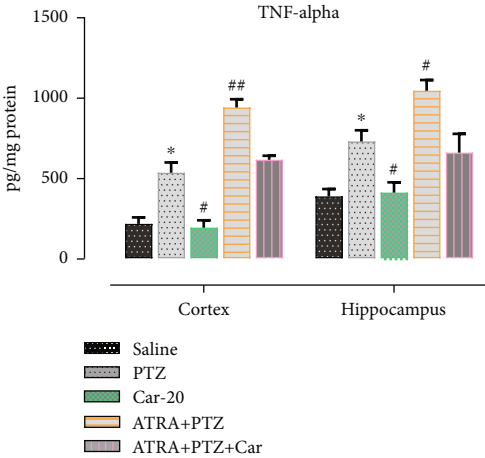 TNF-alpha
1500
1000
500
0
pg/mg protein
* # ## * # #
Cortex Hippocampus
Saline
PTZ
Car-20
ATRA+PTZ
ATRA+PTZ+Car